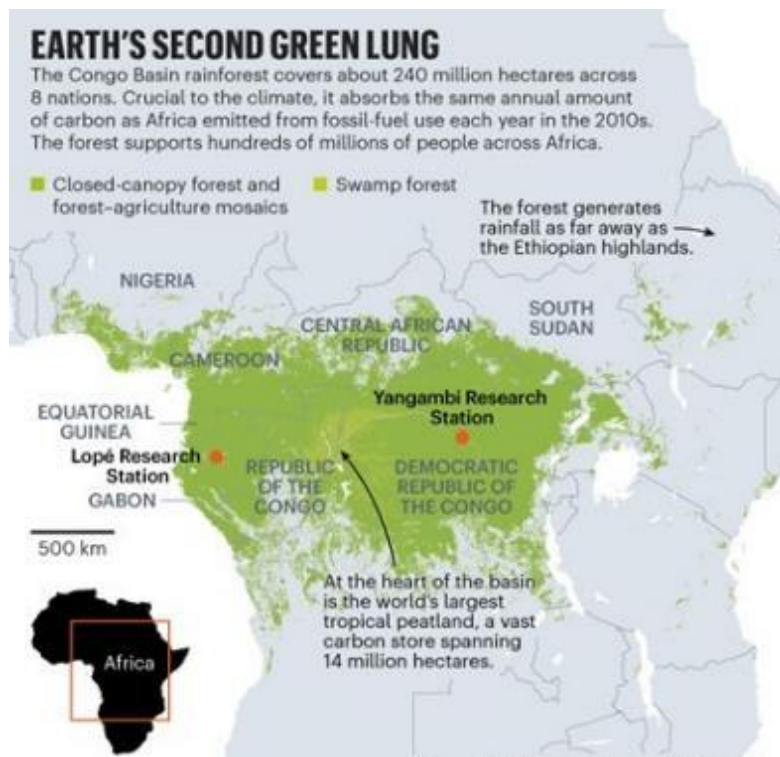 EARTH'S SECOND GREEN LUNG
The Congo Basin rainforest covers about 240 million hectares across
8 nations. Crucial to the climate, it absorbs the same annual amount
of carbon as Africa emitted from fossil-fuel use each year in the 2010s.
The forest supports hundreds of millions of people across Africa.
Closed-canopy forest and
forest–agriculture mosaics
Swamp forest
The forest generates
rainfall as far away as
the Ethiopian highlands.
NIGERIA
CENTRAL AFRICAN
REPUBLIC
SOUTH
SUDAN
CAMEROON
EQUATORIAL
GUINEA
Yangambi Research
Station
Lopé Research
Station
GABON
REPUBLIC
OF THE
CONGO
DEMOCRATIC
REPUBLIC OF
THE CONGO
500 km
At the heart of the basin
is the world's largest
tropical peatland, a vast
carbon store spanning
14 million hectares.
Africa